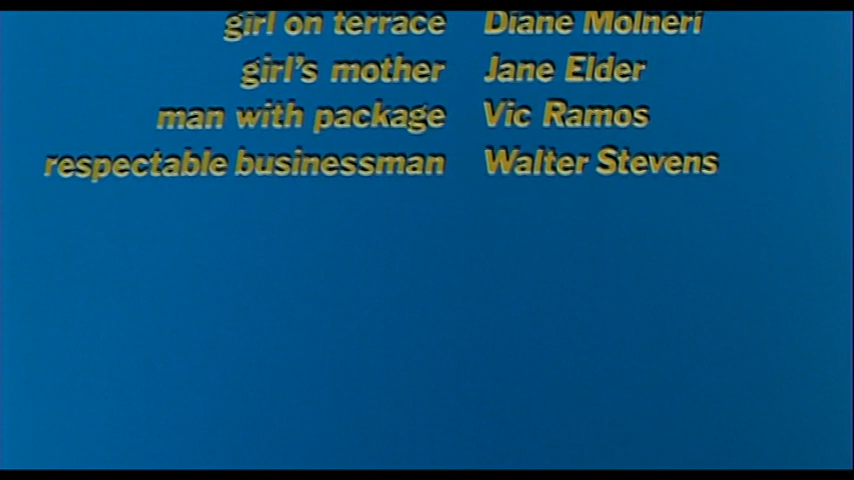 girl on terrace Diane Molneri
girl's mother Jane Elder
man with package Vic Ramos
respectable businessman Walter Stevens